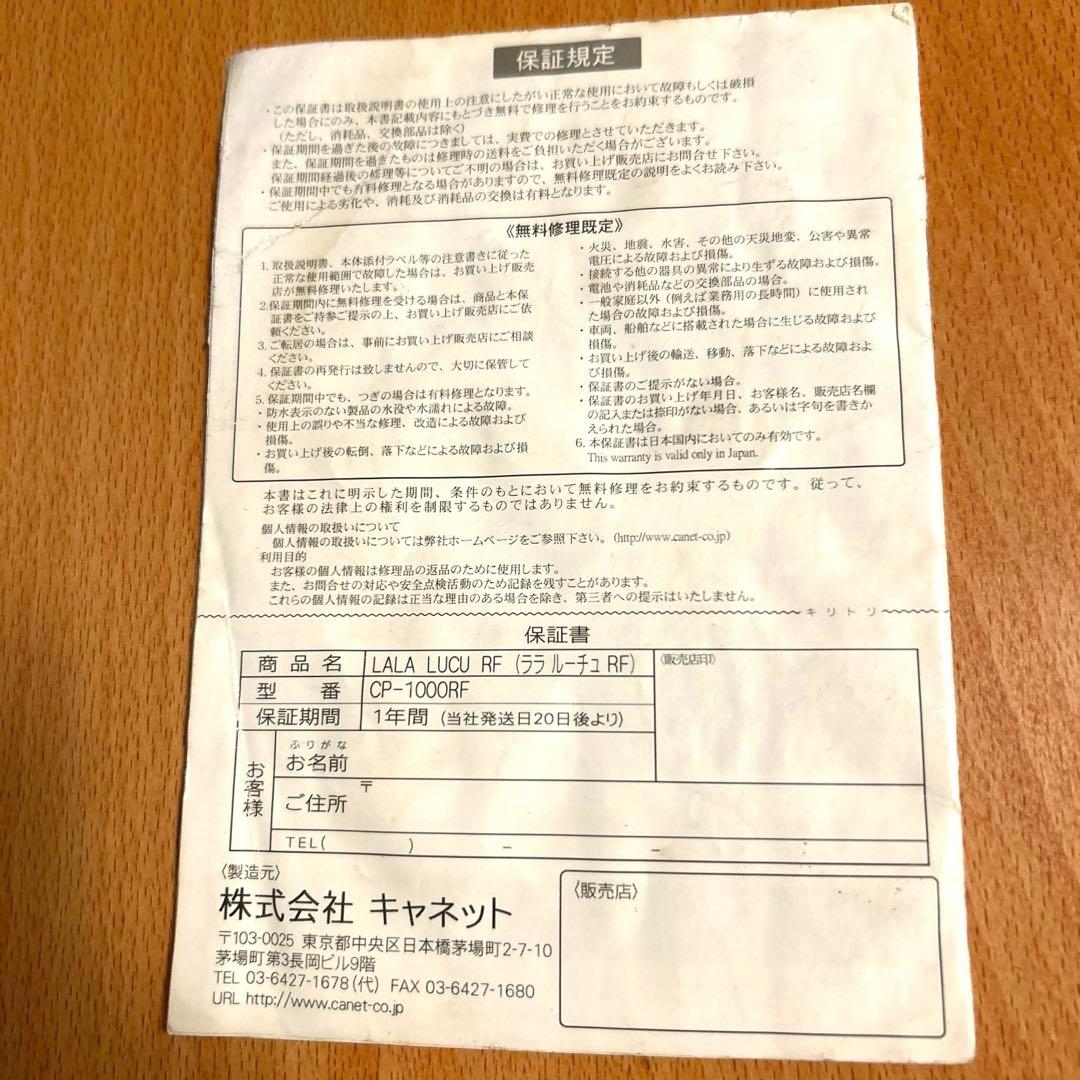 保証規定
・この保証書は取扱説明書の使用上の注意にしたがい正常な使用において故障もしくは破損
した場合にのみ、本書記載内容にもとづき無料で修理を行うことをお約束するものです。
(ただし、消耗品、交換部品は除く)
・保証期間を過ぎた後の故障につきましては、実費での修理とさせていただきます。
また、保証期間を過ぎたものは修理時の送料をご負担いただく場合がございます。
保証期間経過後の修理等についてご不明の場合は、お買い上げ販売店にお問合せ下さい。
・保証期間中でも有料修理となる場合がありますので、無料修理既定の説明をよくお読み下さい。
ご使用による劣化や、消耗及び消耗品の交換は有料となります。
《無料修理既定》
1. 取扱説明書、本体添付ラベル等の注意書きに従った
正常な使用範囲で故障した場合は、お買い上げ販売
店が無料修理いたします。
2.保証期間内に無料修理を受ける場合は、商品と本保
証書をご持参ご提示の上、お買い上げ販売店にご依
頼ください。
3. ご転居の場合は、事前にお買い上げ販売店にご相談
ください。
4. 保証書の再発行は致しませんので、大切に保管して
ください。
5. 保証期間中でも、つぎの場合は有料修理となります。
・防水表示のない製品の水没や水濡れによる故障。
・使用上の誤りや不当な修理、改造による故障および
損傷。
・お買い上げ後の転倒、落下などによる故障および損
傷。
・火災、地震、水害、その他の天災地変、公害や異常
電圧による故障および損傷。
・接続する他の器具の異常により生ずる故障および損傷。
・電池や消耗品などの交換部品の場合。
・一般家庭以外（例えば業務用の長時間）に使用され
た場合の故障および損傷。
・車両、船舶などに搭載された場合に生じる故障および
損傷。
・お買い上げ後の輸送、移動、落下などによる故障およ
び損傷。
・保証書のご提示がない場合。
・保証書のお買い上げ年月日、お客様名、販売店名欄
の記入または捺印がない場合、あるいは字句を書きか
えられた場合。
6. 本保証書は日本国内においてのみ有効です。
This warranty is valid only in Japan.
本書はこれに明示した期間、条件のもとにおいて無料修理をお約束するものです。従って、
お客様の法律上の権利を制限するものではありません。
個人情報の取扱いについて
個人情報の取扱いについては弊社ホームページをご参照下さい。(http://www.canet-co.jp)
利用目的
お客様の個人情報は修理品の返品のために使用します。
また、お問合せの対応や安全点検活動のため記録を残すことがあります。
これらの個人情報の記録は正当な理由のある場合を除き、第三者への提示はいたしません。
キリトリ
保証書
商品名 LALA LUCU RF (ララ ルーチュ RF)
〈販売店印〉
型番 CP-1000RF
保証期間 1年間 (当社発送日20日後より)
お客様
ふりがな
お名前
ご住所 〒
TEL( ) - -
〈製造元〉
株式会社 キャネット
〒103-0025 東京都中央区日本橋茅場町2-7-10
茅場町第3長岡ビル9階
TEL 03-6427-1678(代) FAX 03-6427-1680
URL http://www.canet-co.jp
〈販売店〉